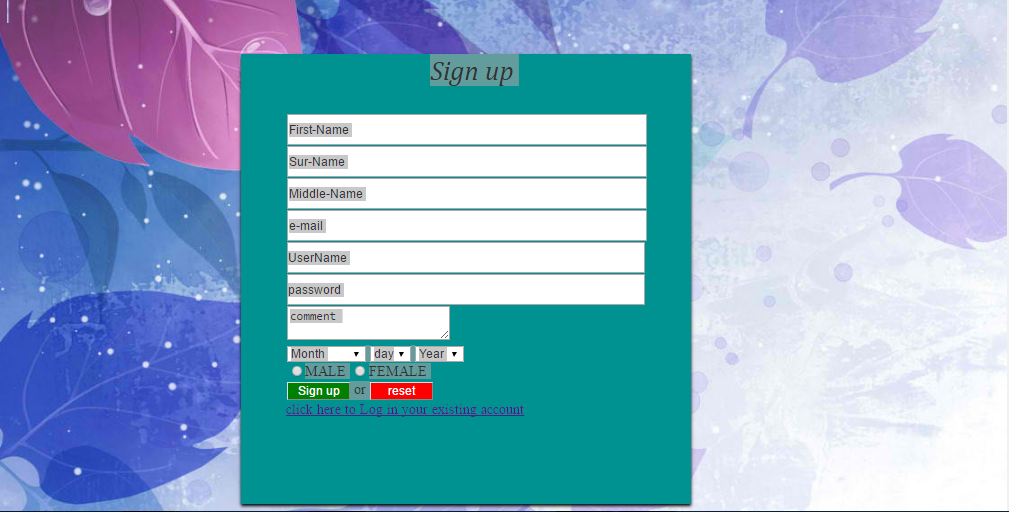 Sign up
First-Name
Sur-Name
Middle-Name
e-mail
UserName
password
comment
Month day Year
MALE FEMALE
Sign up or reset
click here to Log in your existing account